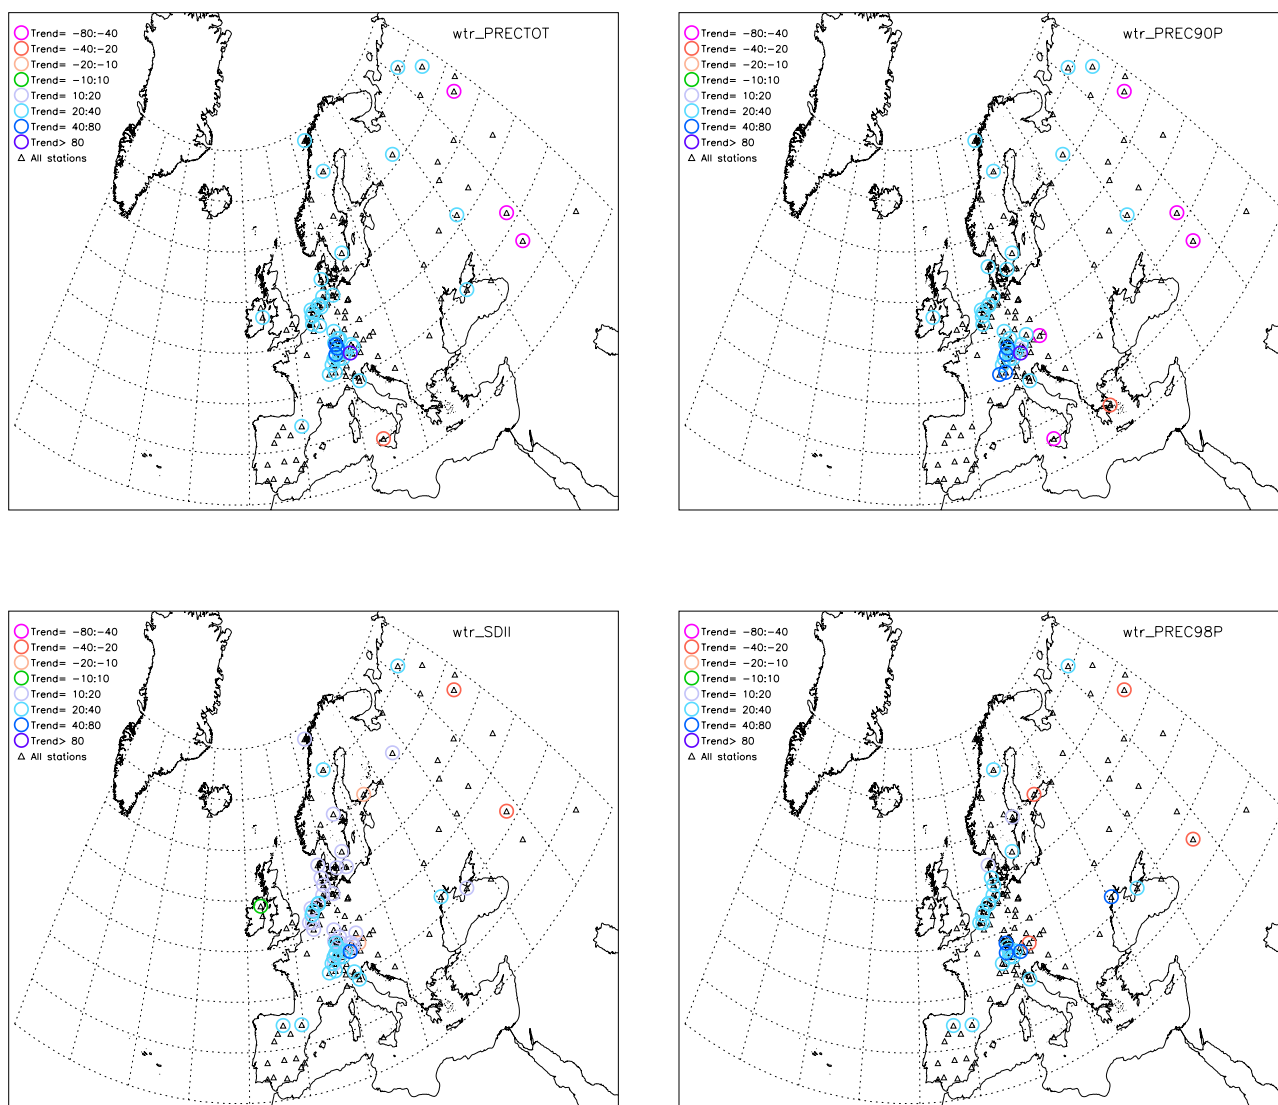 wtr_PRECTOT
Trend= -80:-40
Trend= -40:-20
Trend= -20:-10
Trend= -10:10
Trend= 10:20
Trend= 20:40
Trend= 40:80
Trend> 80
All stations
wtr_PREC90P
Trend= -80:-40
Trend= -40:-20
Trend= -20:-10
Trend= -10:10
Trend= 10:20
Trend= 20:40
Trend= 40:80
Trend> 80
All stations
wtr_SDII
Trend= -80:-40
Trend= -40:-20
Trend= -20:-10
Trend= -10:10
Trend= 10:20
Trend= 20:40
Trend= 40:80
Trend> 80
All stations
wtr_PREC98P
Trend= -80:-40
Trend= -40:-20
Trend= -20:-10
Trend= -10:10
Trend= 10:20
Trend= 20:40
Trend= 40:80
Trend> 80
All stations